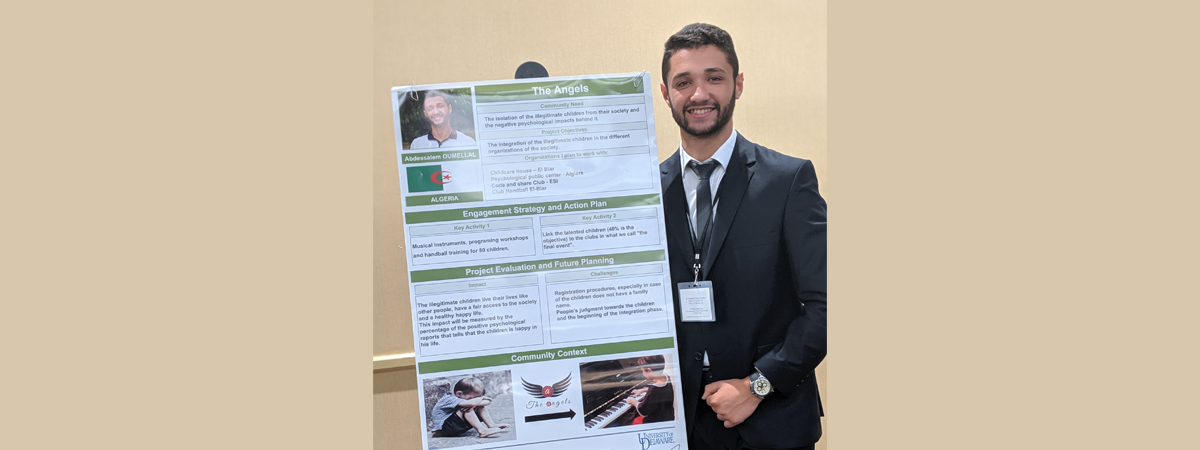 The Angels
Community Need
The isolation of the illegitimate children from their society and
the negative psychological impacts behind it.
Project Objectives
The integration of the illegitimate children in the different
organizations of the society.
Organizations I plan to work with:
Childcare house – El Biar
Psychological public center - Algiers
Code and share Club - ESI
Club Handball El-Biar
Abdessalem OUMELLAL
ALGERIA
Engagement Strategy and Action Plan
Key Activity 1
Musical instruments, programing workshops
and handball training for 50 children.
Key Activity 2
Link the talented children (40% is the
objective) to the clubs in what we call "the
final event".
Project Evaluation and Future Planning
Impact
The illegitimate children live their lives like
other people, have a fair access to the society
and a healthy happy life.
This impact will be measured by the
percentage of the positive psychological
reports that tells that the children is happy in
his life.
Challenges
Registration procedures, especially in case
of the children does not have a family
name.
People's judgment towards the children
and the beginning of the integration phase.
Community Context
The Angels
UNIVERSITY OF
DELAWARE